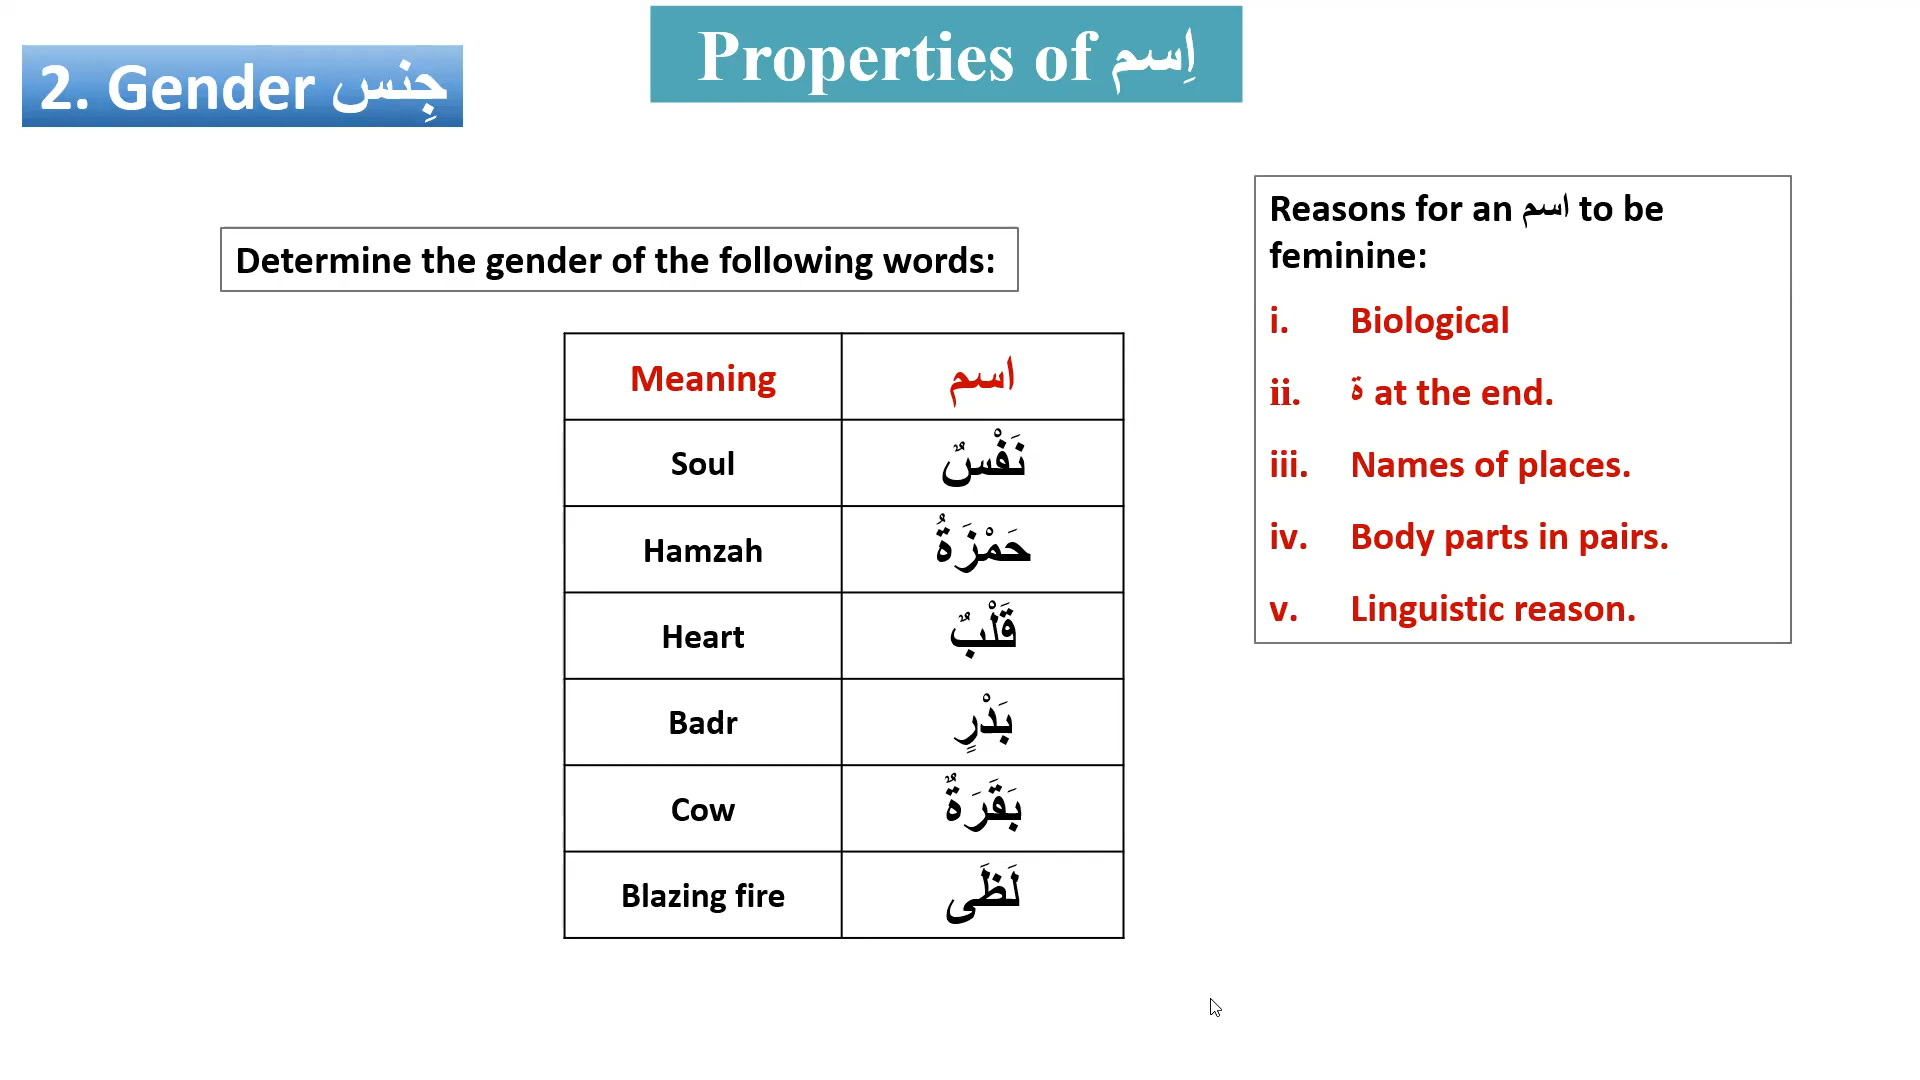 Properties of اِسم
2. Gender جِنس
Determine the gender of the following words:
Meaning اسم
Soul نَفْسٌ
Hamzah حَمْزَةُ
Heart قَلْبٌ
Badr بَدْرٍ
Cow بَقَرَةٌ
Blazing fire لَظَى
Reasons for an اسم to be
feminine:
i. Biological
ii. ة at the end.
iii. Names of places.
iv. Body parts in pairs.
v. Linguistic reason.